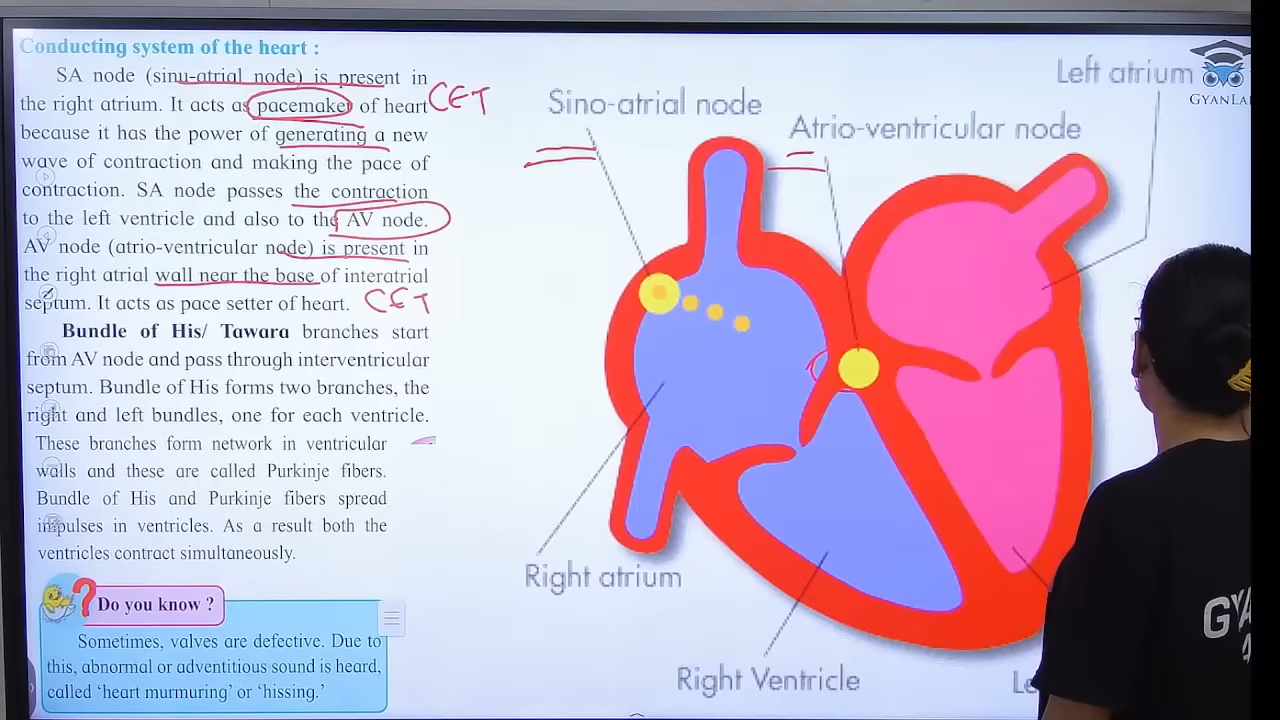 Conducting system of the heart :
SA node (sinu-atrial node) is present in
the right atrium. It acts as pacemaker of heart CET
because it has the power of generating a new
wave of contraction and making the pace of
contraction. SA node passes the contraction
to the left ventricle and also to the AV node.
AV node (atrio-ventricular node) is present in
the right atrial wall near the base of interatrial
septum. It acts as pace setter of heart. CET
Bundle of His/ Tawara branches start
from AV node and pass through interventricular
septum. Bundle of His forms two branches, the
right and left bundles, one for each ventricle.
These branches form network in ventricular
walls and these are called Purkinje fibers.
Bundle of His and Purkinje fibers spread
impulses in ventricles. As a result both the
ventricles contract simultaneously.
? Do you know ?
Sometimes, valves are defective. Due to
this, abnormal or adventitious sound is heard,
called ‘heart murmuring’ or ‘hissing.’
Left atrium
Sino-atrial node
Atrio-ventricular node
Right atrium
Right Ventricle
Le
GYANLA
GYA